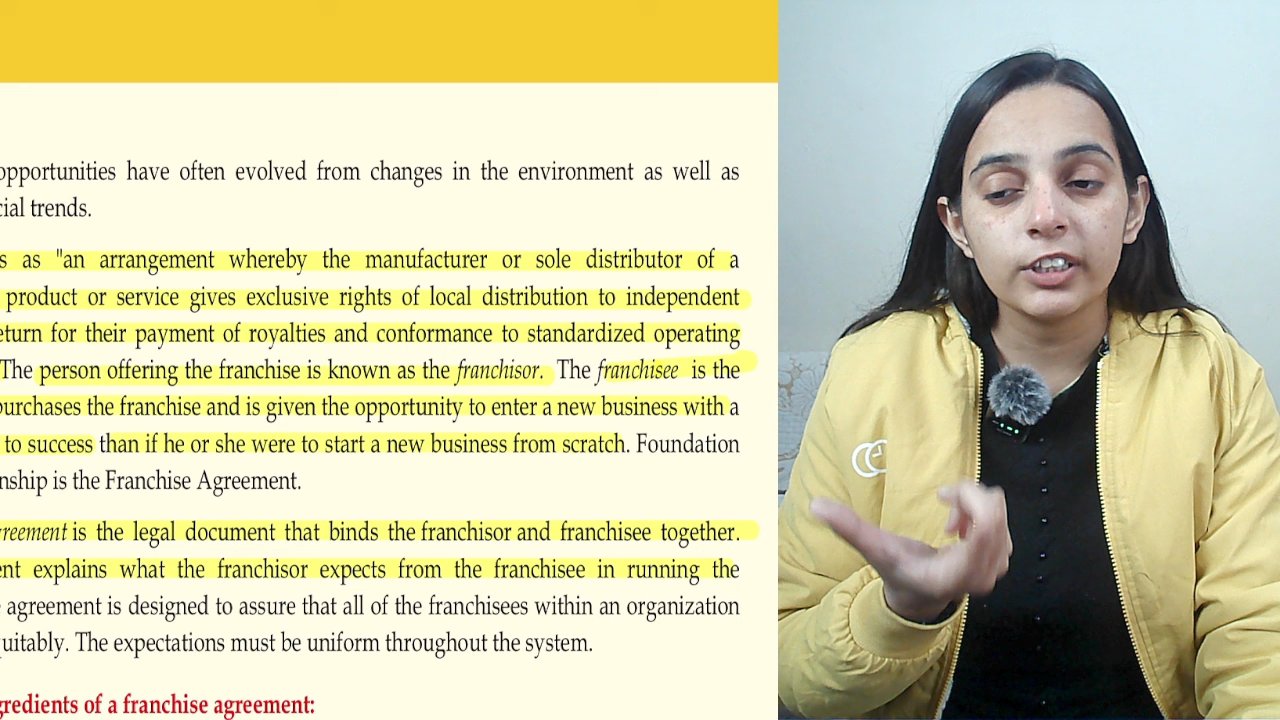 opportunities have often evolved from changes in the environment as well as
cial trends.
s as "an arrangement whereby the manufacturer or sole distributor of a
product or service gives exclusive rights of local distribution to independent
eturn for their payment of royalties and conformance to standardized operating
The person offering the franchise is known as the franchisor. The franchisee is the
purchases the franchise and is given the opportunity to enter a new business with a
to success than if he or she were to start a new business from scratch. Foundation
nship is the Franchise Agreement.
greement is the legal document that binds the franchisor and franchisee together.
ent explains what the franchisor expects from the franchisee in running the
e agreement is designed to assure that all of the franchisees within an organization
quitably. The expectations must be uniform throughout the system.
gredients of a franchise agreement: